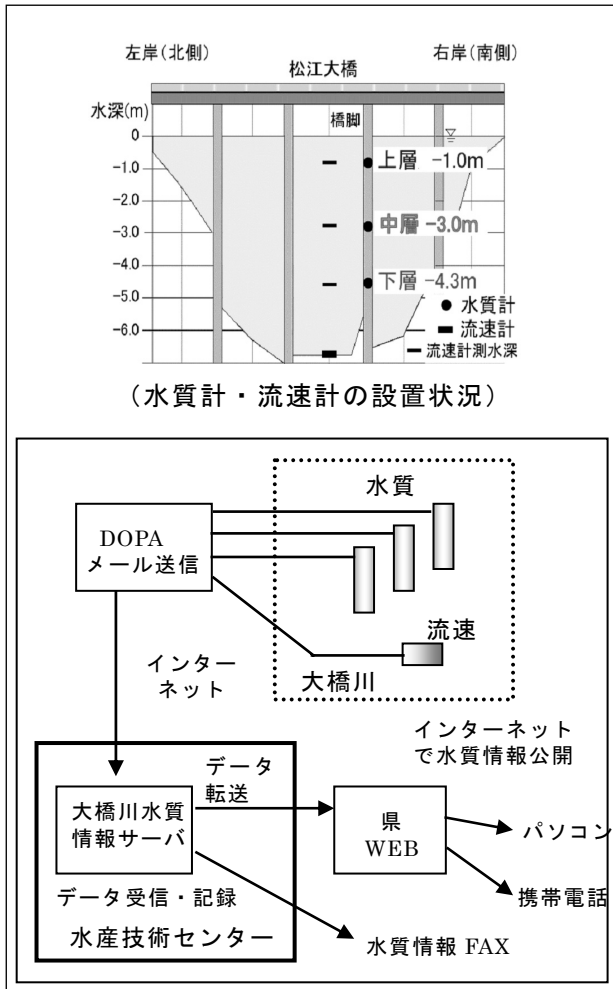 左岸(北側)
右岸(南側)
松江大橋
水深(m)
橋脚
0
-1.0
-2.0
-3.0
-4.0
-5.0
-6.0
上層 -1.0m
中層 -3.0m
下層 -4.3m
● 水質計
流速計
流速計測水深
(水質計・流速計の設置状況)
水質
DOPA
メール送信
流速
大橋川
インター
ネット
インターネット
で水質情報公開
データ
転送
大橋川水質
情報サーバ
県
WEB
パソコン
携帯電話
データ受信・記録
水産技術センター
水質情報 FAX